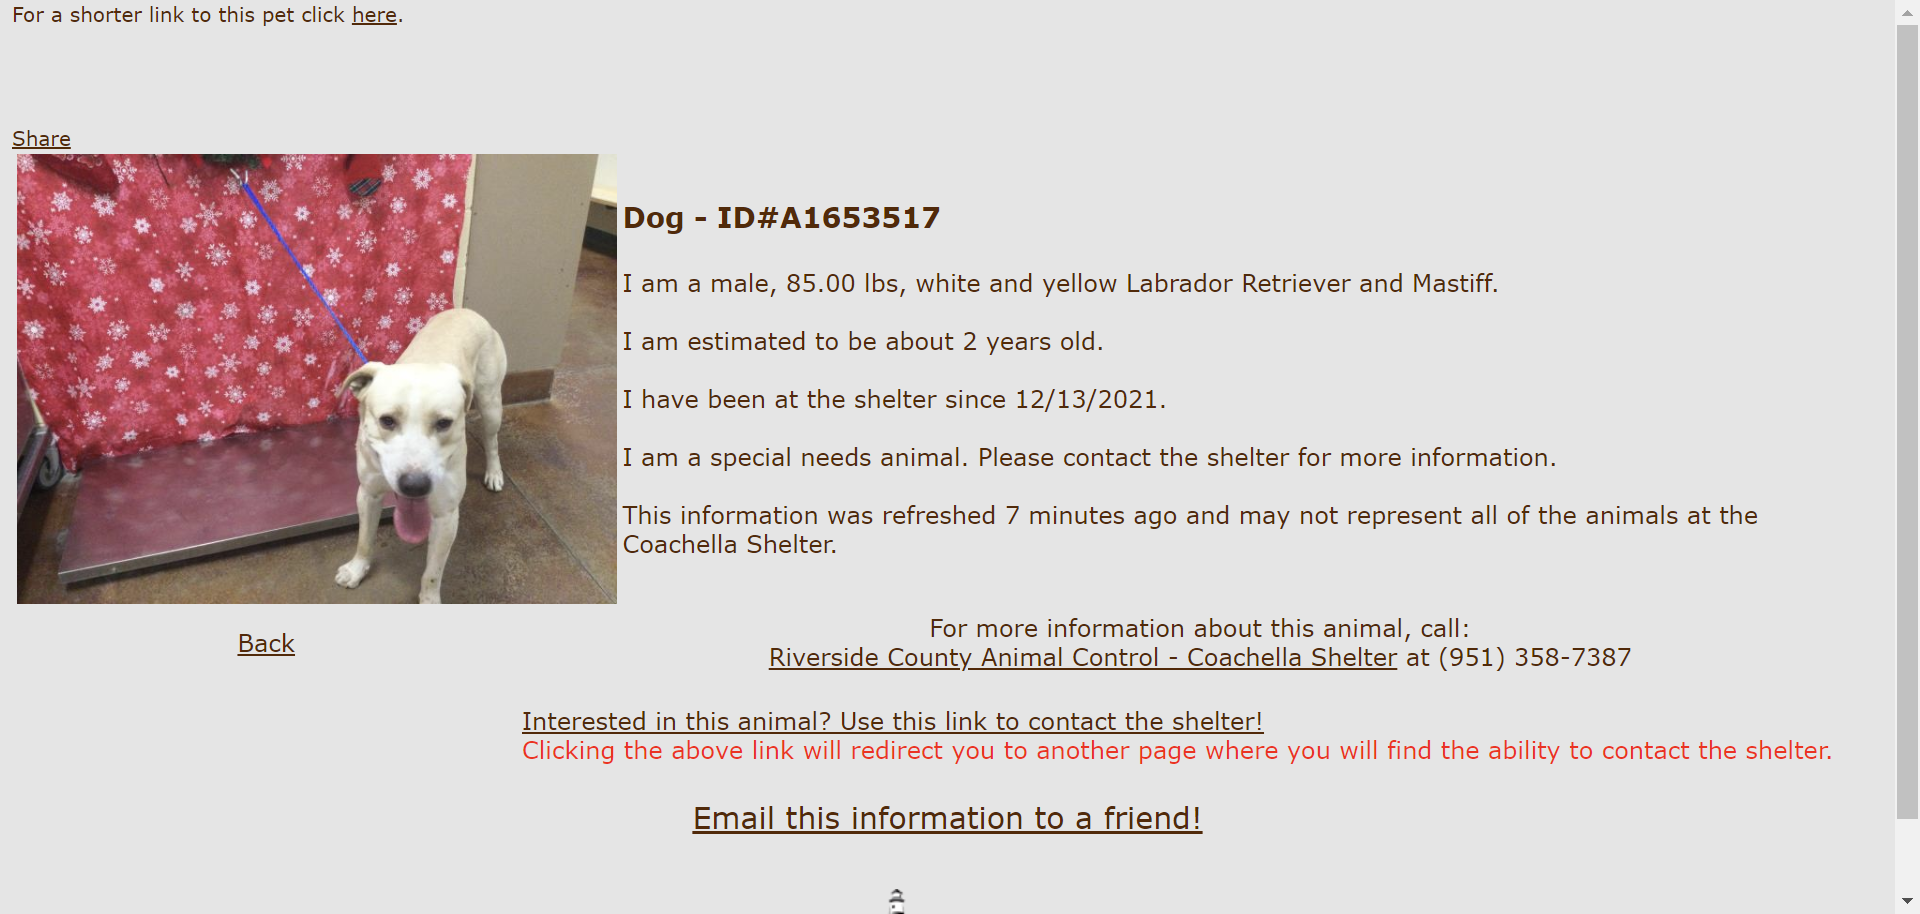 For a shorter link to this pet click here.
Share
Dog - ID#A1653517
I am a male, 85.00 lbs, white and yellow Labrador Retriever and Mastiff.
I am estimated to be about 2 years old.
I have been at the shelter since 12/13/2021.
I am a special needs animal. Please contact the shelter for more information.
This information was refreshed 7 minutes ago and may not represent all of the animals at the
Coachella Shelter.
Back
For more information about this animal, call:
Riverside County Animal Control - Coachella Shelter at (951) 358-7387
Interested in this animal? Use this link to contact the shelter!
Clicking the above link will redirect you to another page where you will find the ability to contact the shelter.
Email this information to a friend!